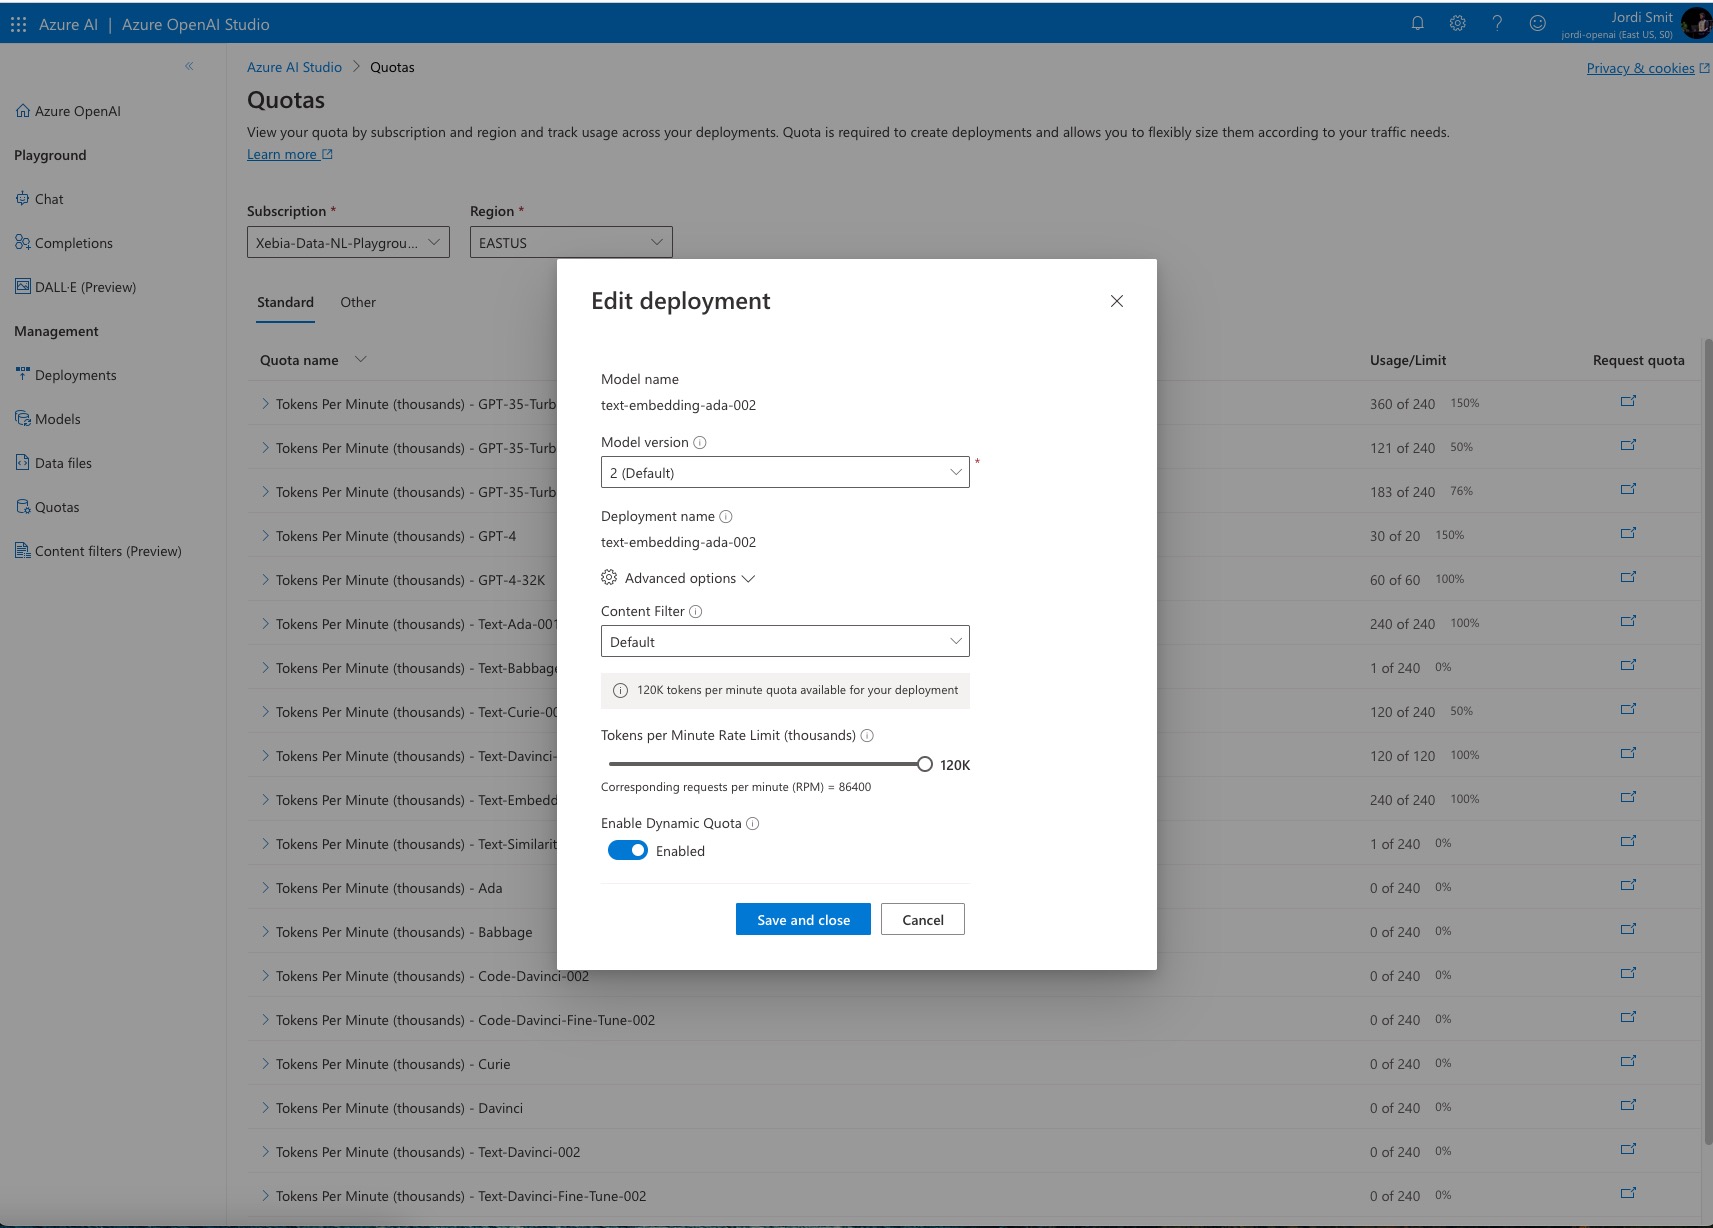 Azure AI | Azure OpenAI Studio
Jordi Smit
jordi-openai (East US, S0)
Azure AI Studio > Quotas
Privacy & cookies
Quotas
View your quota by subscription and region and track usage across your deployments. Quota is required to create deployments and allows you to flexibly size them according to your traffic needs.
Learn more
Azure OpenAI
Playground
Chat
Completions
DALL·E (Preview)
Management
Deployments
Models
Data files
Quotas
Content filters (Preview)
Subscription *
Region *
Xebia-Data-NL-Playgrou...
EASTUS
Standard
Other
Quota name
Usage/Limit
Request quota
Tokens Per Minute (thousands) - GPT-35-Turb
360 of 240 150%
Tokens Per Minute (thousands) - GPT-35-Turb
121 of 240 50%
Tokens Per Minute (thousands) - GPT-35-Turb
183 of 240 76%
Tokens Per Minute (thousands) - GPT-4
30 of 20 150%
Tokens Per Minute (thousands) - GPT-4-32K
60 of 60 100%
Tokens Per Minute (thousands) - Text-Ada-001
240 of 240 100%
Tokens Per Minute (thousands) - Text-Babbage
1 of 240 0%
Tokens Per Minute (thousands) - Text-Curie-00
120 of 240 50%
Tokens Per Minute (thousands) - Text-Davinci-
120 of 120 100%
Tokens Per Minute (thousands) - Text-Embedd
240 of 240 100%
Tokens Per Minute (thousands) - Text-Similarit
1 of 240 0%
Tokens Per Minute (thousands) - Ada
0 of 240 0%
Tokens Per Minute (thousands) - Babbage
0 of 240 0%
Tokens Per Minute (thousands) - Code-Davinci-002
0 of 240 0%
Tokens Per Minute (thousands) - Code-Davinci-Fine-Tune-002
0 of 240 0%
Tokens Per Minute (thousands) - Curie
0 of 240 0%
Tokens Per Minute (thousands) - Davinci
0 of 240 0%
Tokens Per Minute (thousands) - Text-Davinci-002
0 of 240 0%
Tokens Per Minute (thousands) - Text-Davinci-Fine-Tune-002
0 of 240 0%
Edit deployment
Model name
text-embedding-ada-002
Model version
2 (Default)
*
Deployment name
text-embedding-ada-002
Advanced options
Content Filter
Default
120K tokens per minute quota available for your deployment
Tokens per Minute Rate Limit (thousands)
120K
Corresponding requests per minute (RPM) = 86400
Enable Dynamic Quota
Enabled
Save and close
Cancel